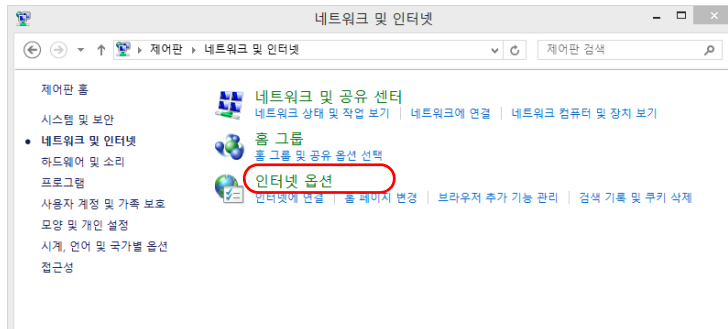 네트워크 및 인터넷
제어판 네트워크 및 인터넷 제어판 검색
제어판 홈
시스템 및 보안
네트워크 및 인터넷
하드웨어 및 소리
프로그램
사용자 계정 및 가족 보호
모양 및 개인 설정
시계, 언어 및 국가별 옵션
접근성
네트워크 및 공유 센터
네트워크 상태 및 작업 보기 네트워크에 연결 네트워크 컴퓨터 및 장치 보기
홈 그룹
홈 그룹 및 공유 옵션 선택
인터넷 옵션
인터넷에 연결 홈 페이지 변경 브라우저 추가 기능 관리 검색 기록 및 쿠키 삭제